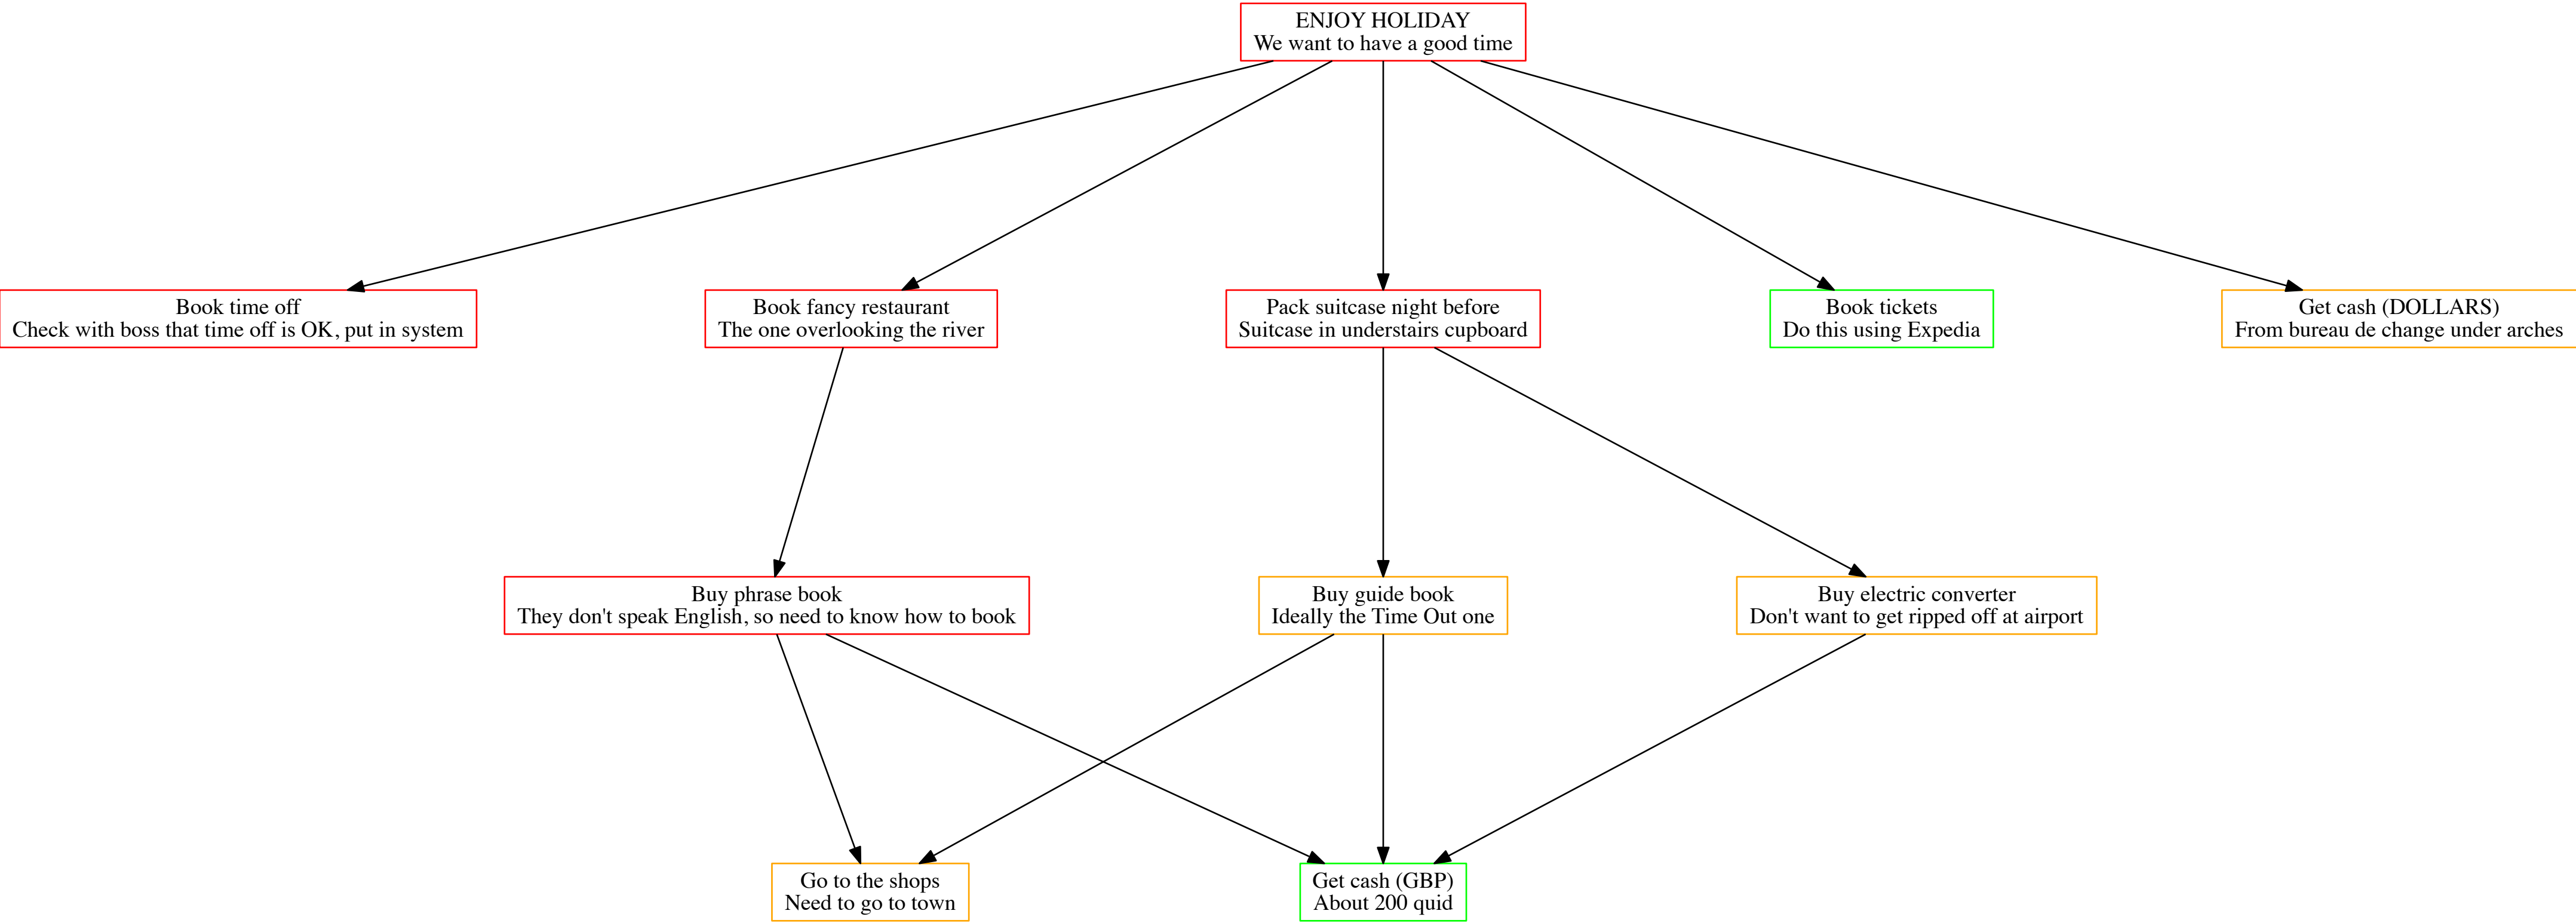 ENJOY HOLIDAY
We want to have a good time
Book time off
Check with boss that time off is OK, put in system
Book fancy restaurant
The one overlooking the river
Pack suitcase night before
Suitcase in understairs cupboard
Book tickets
Do this using Expedia
Get cash (DOLLARS)
From bureau de change under arches
Buy phrase book
They don't speak English, so need to know how to book
Buy guide book
Ideally the Time Out one
Buy electric converter
Don't want to get ripped off at airport
Go to the shops
Need to go to town
Get cash (GBP)
About 200 quid